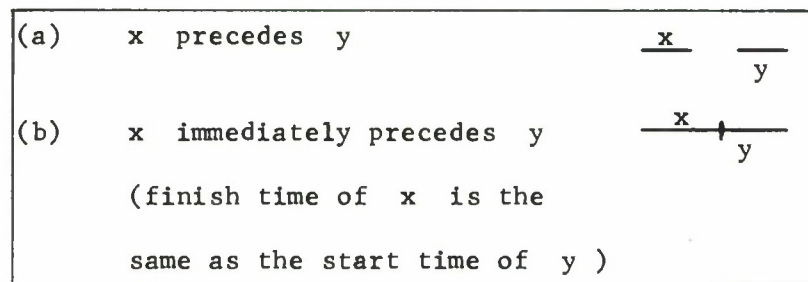 (a) x precedes y x y
(b) x immediately precedes y x y
(finish time of x is the
same as the start time of y )